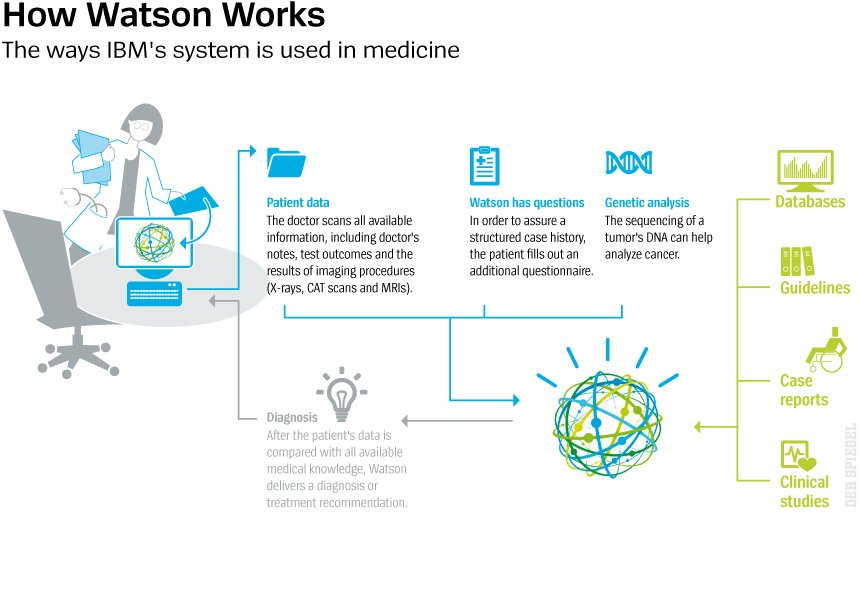 How Watson Works
The ways IBM's system is used in medicine
Patient data
The doctor scans all available
information, including doctor's
notes, test outcomes and the
results of imaging procedures
(X-rays, CAT scans and MRIs).
Watson has questions
In order to assure a
structured case history,
the patient fills out an
additional questionnaire.
Genetic analysis
The sequencing of a
tumor's DNA can help
analyze cancer.
Databases
Guidelines
Case
reports
Clinical
studies
Diagnosis
After the patient's data is
compared with all available
medical knowledge, Watson
delivers a diagnosis or
treatment recommendation.
DER SPIEGEL